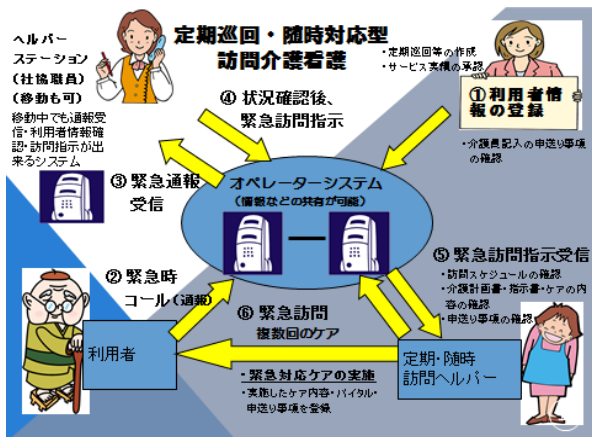 定期巡回・随時対応型
訪問介護看護
ヘルパー
ステーション
(社協職員)
(移動も可)
移動中でも通報受
信・利用者情報確
認・訪問指示が出
来るシステム
・定期巡回等の作成
・サービス実績の承認
①利用者情
報の登録
・介護員記入の申送り事項
の確認
④ 状況確認後、
緊急訪問指示
③ 緊急通報
受信
オペレーターシステム
(情報などの共有が可能)
② 緊急時
コール(通報)
利用者
⑤ 緊急訪問指示受信
・訪問スケジュールの確認
・介護計画書・指示書・ケアの内
容の確認
・申送り事項の確認
⑥ 緊急訪問
複数回のケア
・緊急対応ケアの実施
・実施したケア内容・バイタル・
申送り事項を登録
定期・随時
訪問ヘルパー